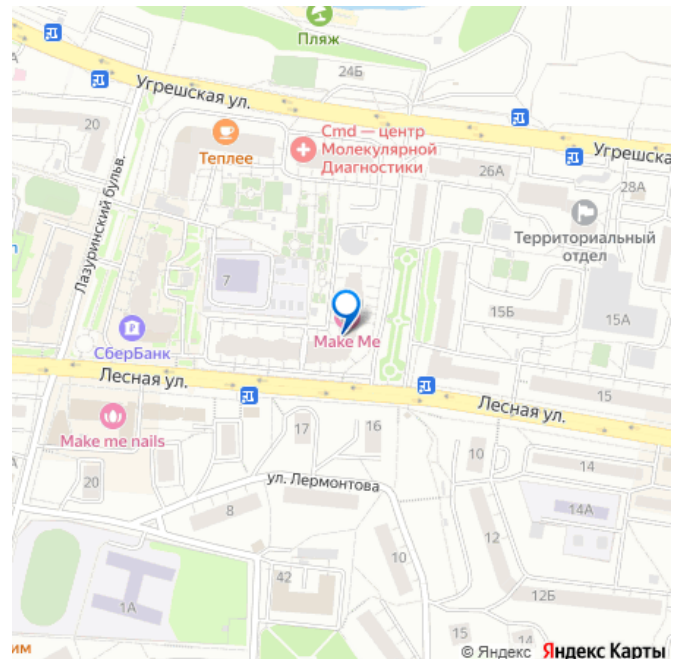 Пляж
24Б
Угрешская ул.
20
Теплее
Cmd — центр
Молекулярной
Диагностики
26А
Угрешска
28А
Территориальный
отдел
Лазуринский бульв.
7
15Б
15А
Make Me
СберБанк
Лесная ул.
Лесная ул.
15
Make me nails
17
16
10
14
20
ул. Лермонтова
8
14А
12
10
42
1А
12Б
15
14
им
© Яндекс Яндекс Карты